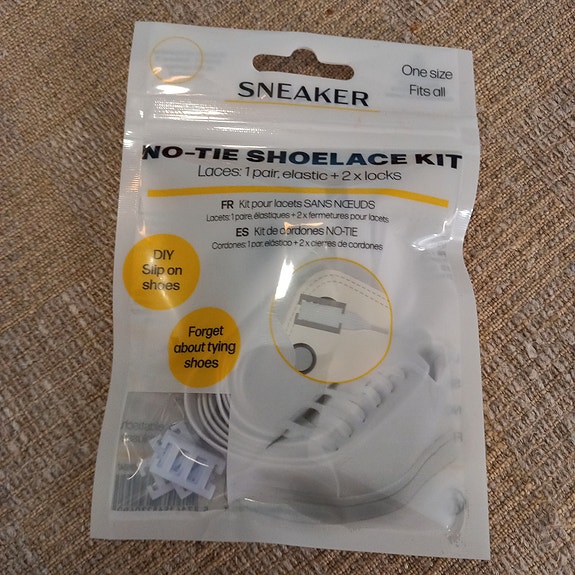 One size
Fits all
SNEAKER
NO-TIE SHOELACE KIT
Laces: 1 pair, elastic + 2 x locks
FR Kit pour lacets SANS NŒUDS
Lacets: 1 paire, élastiques + 2 x fermetures pour lacets
ES Kit de cordones NO-TIE
Cordones: 1 par, elástico + 2 x cierres de cordones
DIY
Slip on
shoes
Forget
about tying
shoes